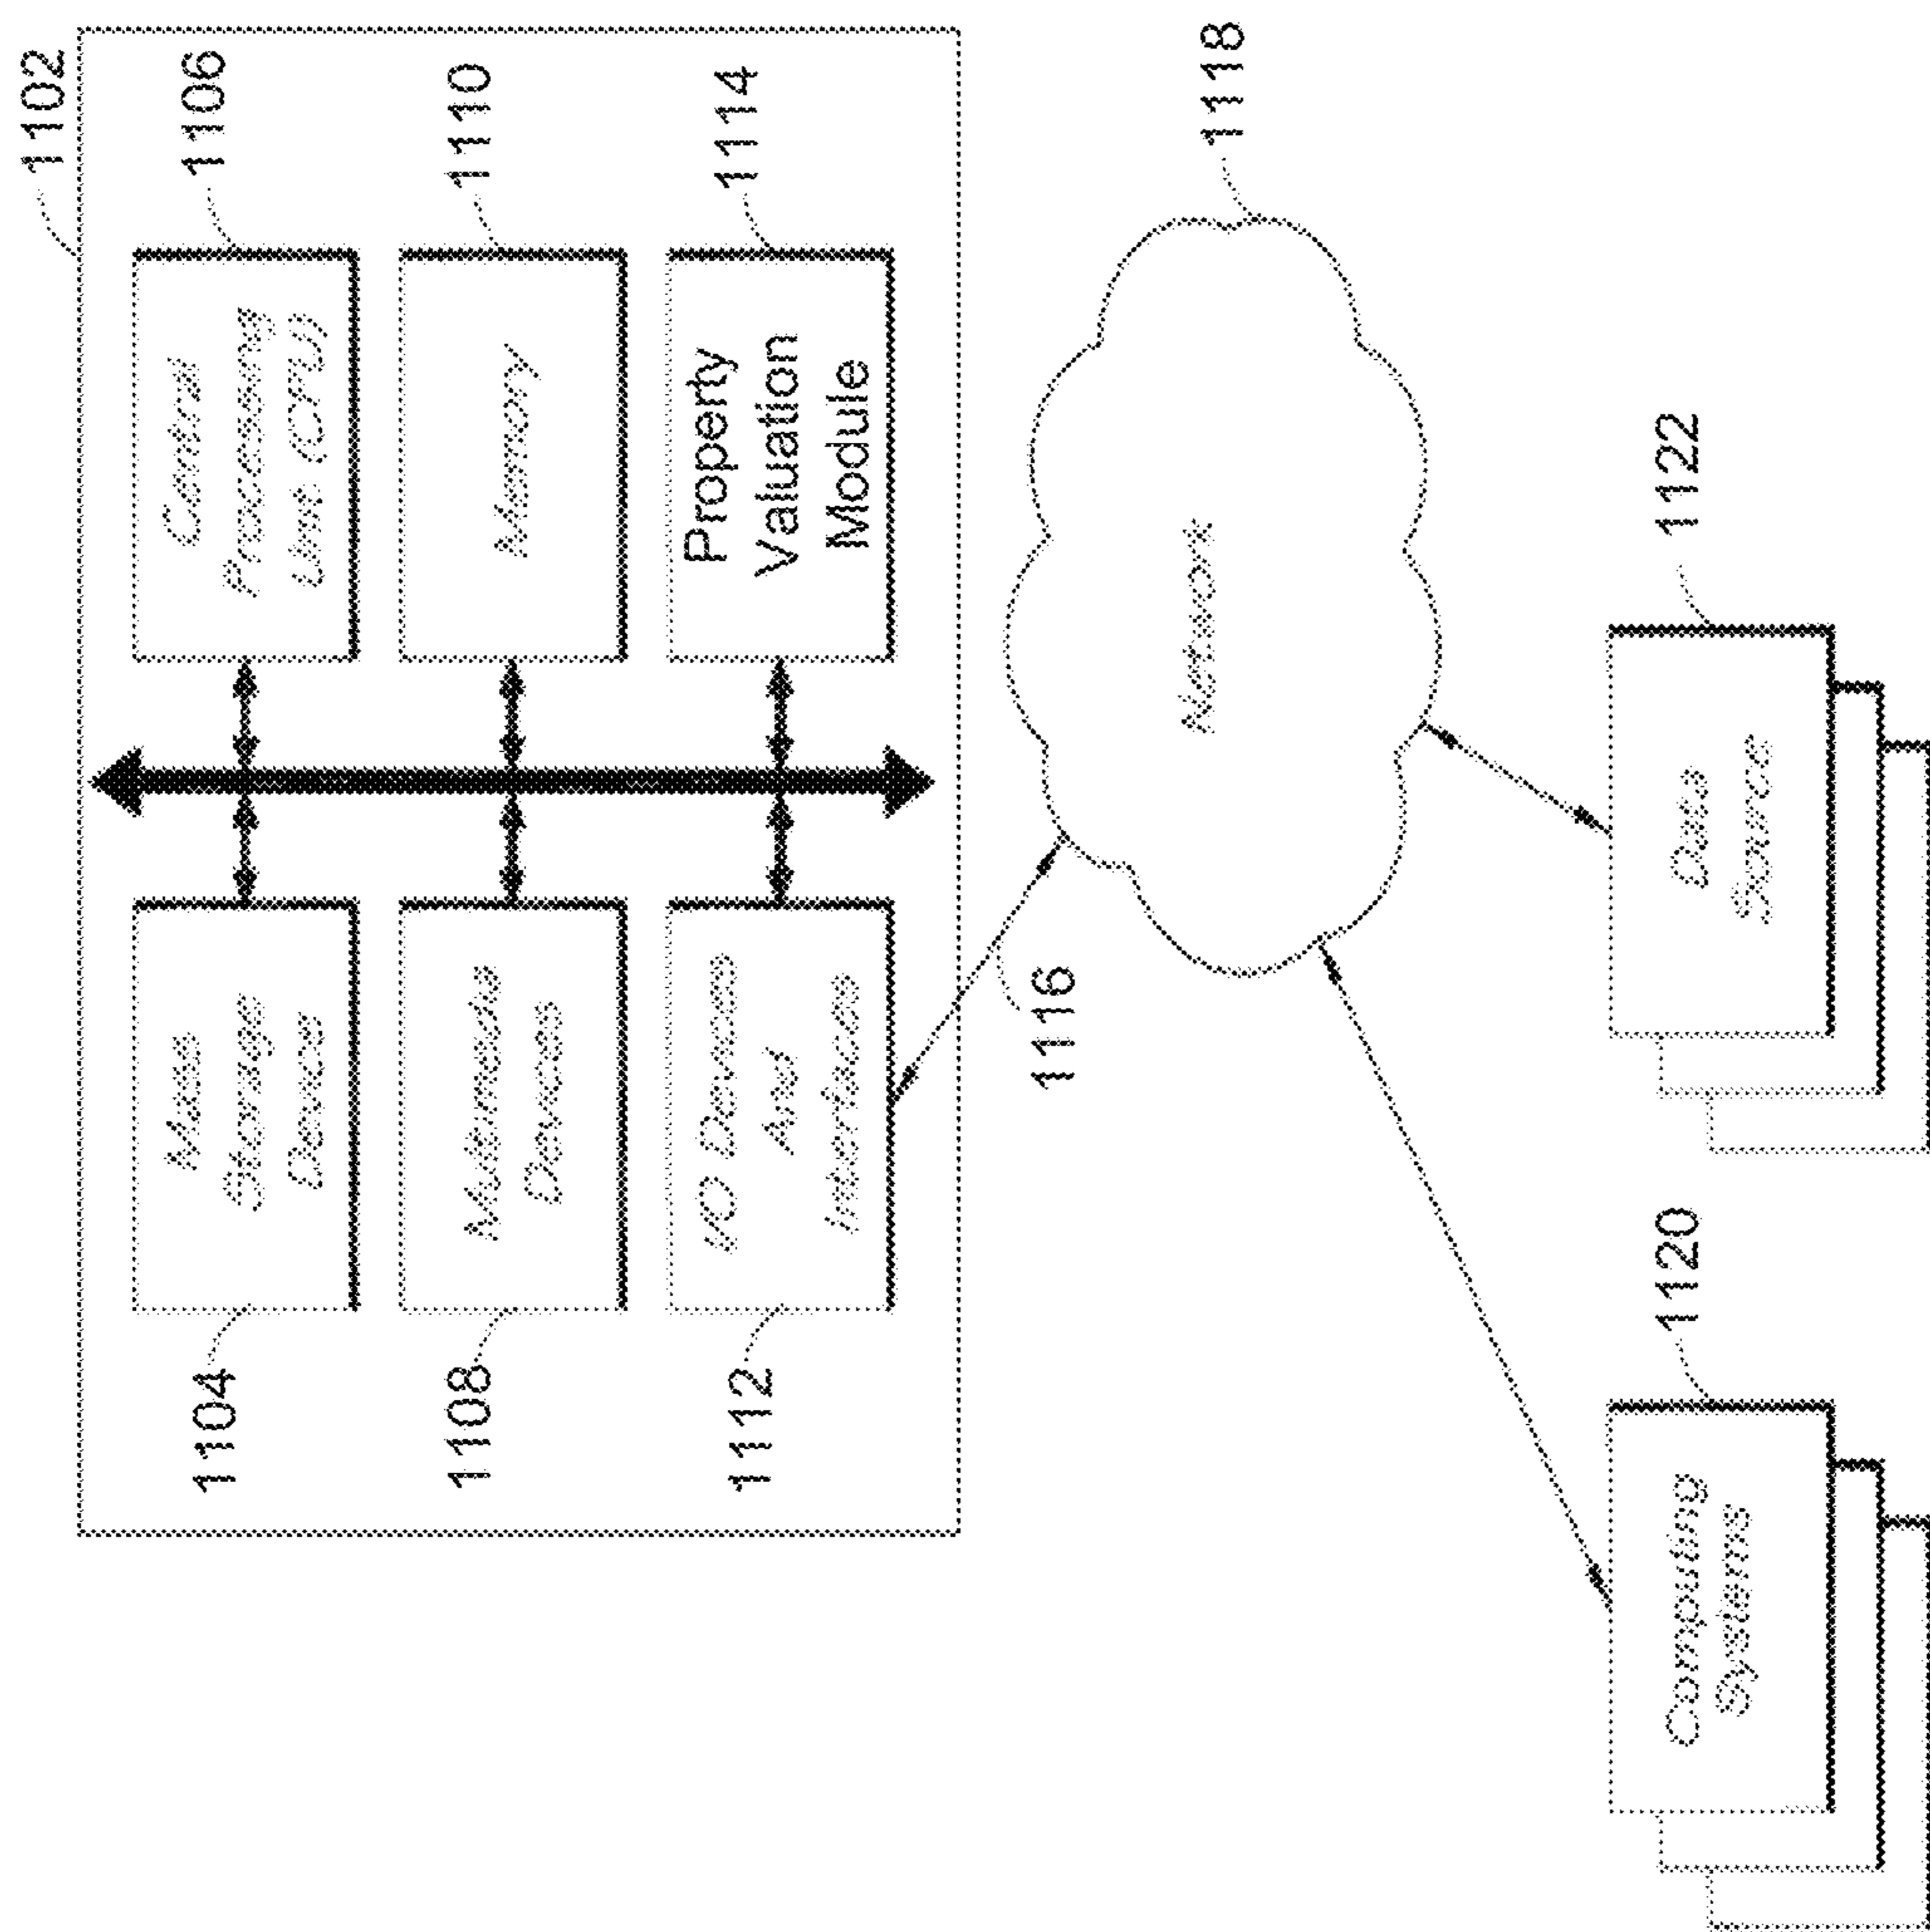 1102
1104
Mass
Storage
Device
Central
Processing
Unit (CPU)
1106
1108
Multimedia
Devices
Memory
1110
1112
I/O Devices
And
Interfaces
Property
Valuation
Module
1114
1116
Network
1118
1120
Computing
Systems
1122
Data
Source